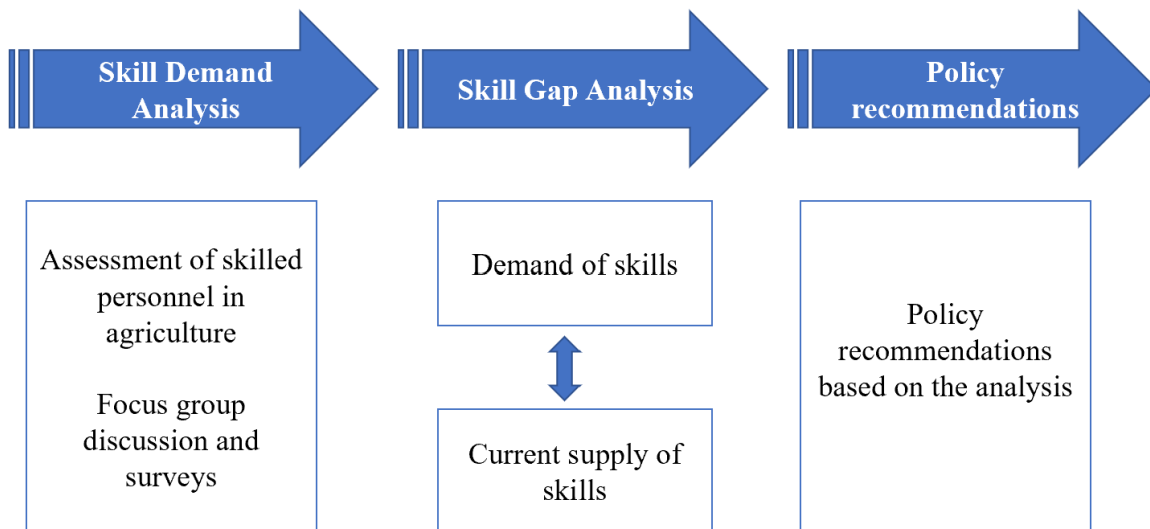 Skill Demand
Analysis
Skill Gap Analysis
Policy
recommendations
Assessment of skilled
personnel in
agriculture
Focus group
discussion and
surveys
Demand of skills
Current supply of
skills
Policy
recommendations
based on the analysis